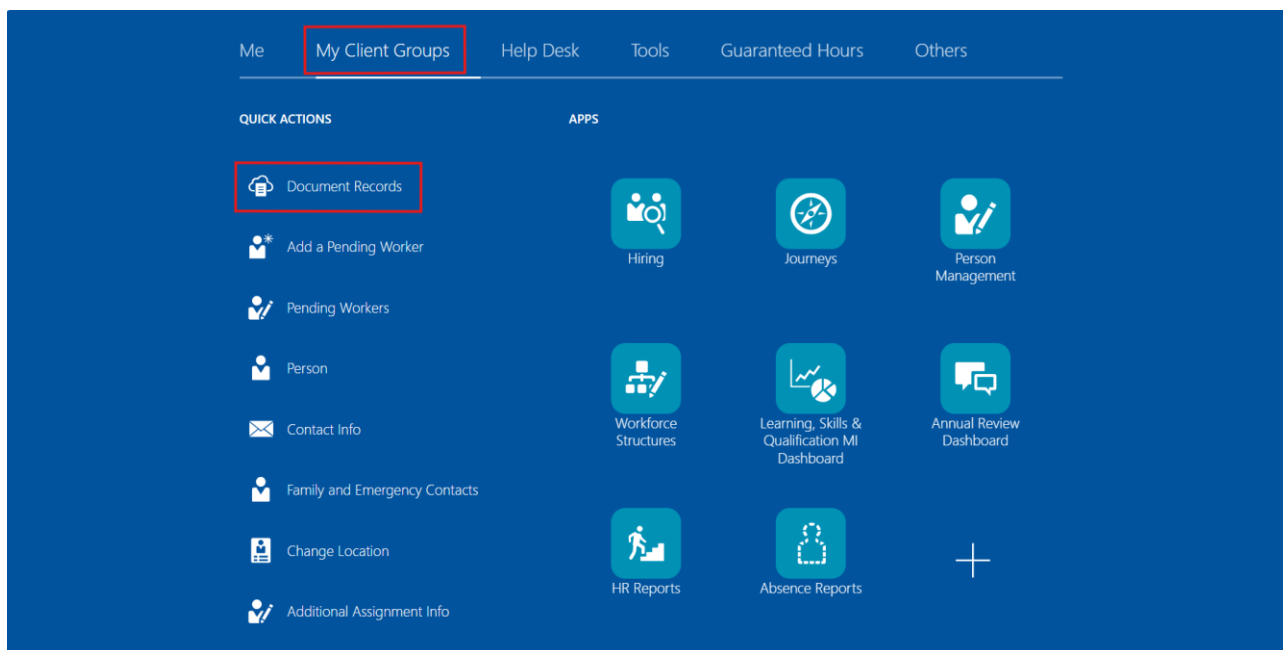 Me
My Client Groups
Help Desk
Tools
Guaranteed Hours
Others
QUICK ACTIONS
APPS
Document Records
Add a Pending Worker
Pending Workers
Person
Contact Info
Family and Emergency Contacts
Change Location
Additional Assignment Info
Hiring
Journeys
Person
Management
Workforce
Structures
Learning, Skills &
Qualification MI
Dashboard
Annual Review
Dashboard
HR Reports
Absence Reports